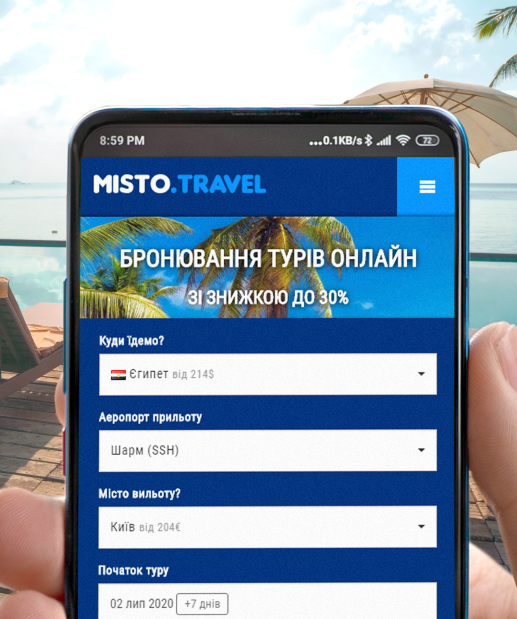 8:59 PM
...0.1KB/s
72
MISTO.TRAVEL
БРОНЮВАННЯ ТУРІВ ОНЛАЙН
ЗІ ЗНИЖКОЮ ДО 30%
Куди їдемо?
Єгипет від 214$
Аеропорт прильоту
Шарм (SSH)
Місто вильоту?
Київ від 204€
Початок туру
02 лип 2020 +7 днів